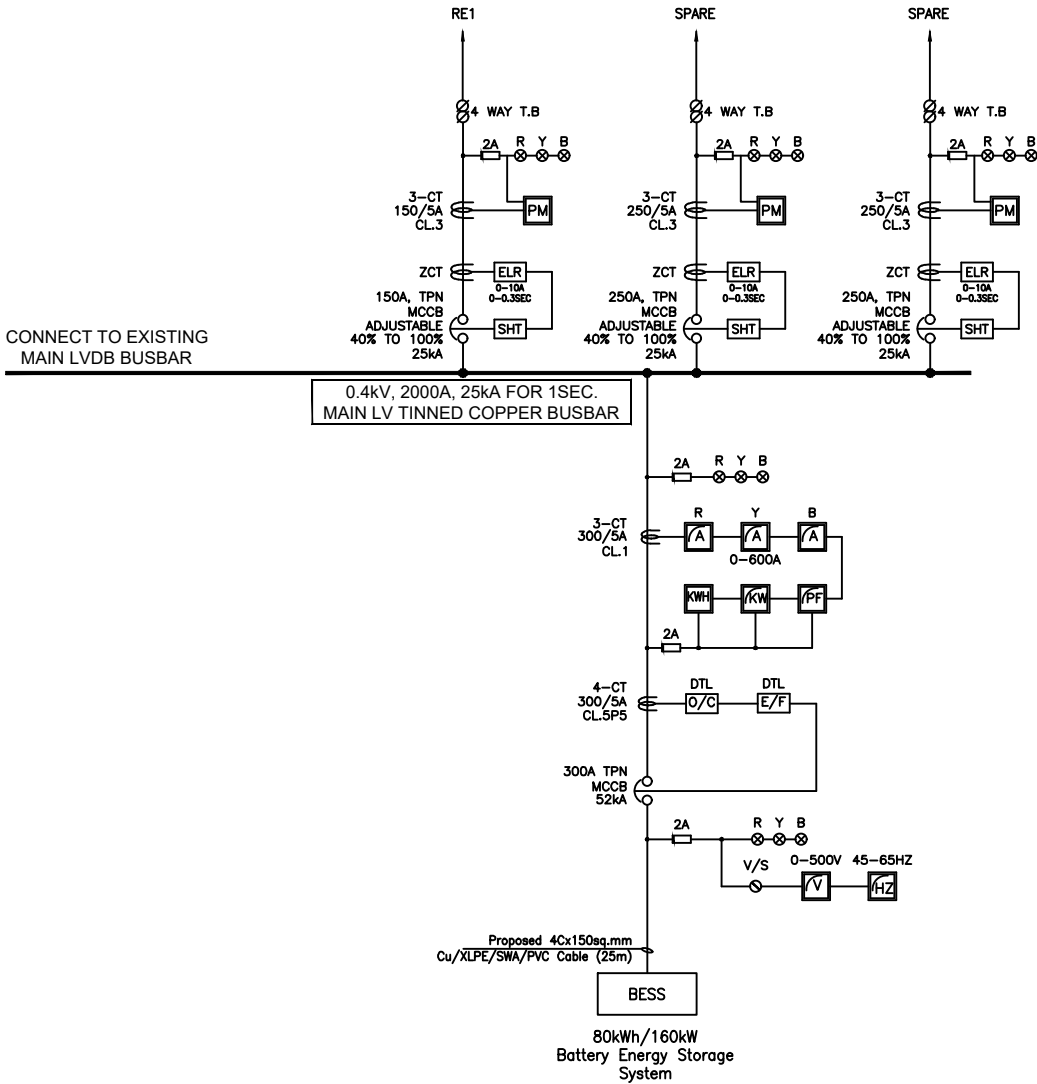 RE1
SPARE
SPARE
4 WAY T.B
4 WAY T.B
4 WAY T.B
2A R Y B
2A R Y B
2A R Y B
3-CT
150/5A
CL.3
PM
3-CT
250/5A
CL.3
PM
3-CT
250/5A
CL.3
PM
ZCT
ELR
0-10A
0-0.3SEC
ZCT
ELR
0-10A
0-0.3SEC
ZCT
ELR
0-10A
0-0.3SEC
150A, TPN
MCCB
ADJUSTABLE
40% TO 100%
25kA
SHT
250A, TPN
MCCB
ADJUSTABLE
40% TO 100%
25kA
SHT
250A, TPN
MCCB
ADJUSTABLE
40% TO 100%
25kA
SHT
CONNECT TO EXISTING
MAIN LVDB BUSBAR
0.4kV, 2000A, 25kA FOR 1SEC.
MAIN LV TINNED COPPER BUSBAR
2A R Y B
3-CT
300/5A
CL.1
R Y B
A A A
0-600A
KWH KW PF
2A
4-CT
300/5A
CL.5P5
DTL DTL
O/C E/F
300A TPN
MCCB
52kA
2A R Y B
V/S 0-500V 45-65HZ
V HZ
Proposed 4Cx150sq.mm
Cu/XLPE/SWA/PVC Cable (25m)
BESS
80kWh/160kW
Battery Energy Storage
System